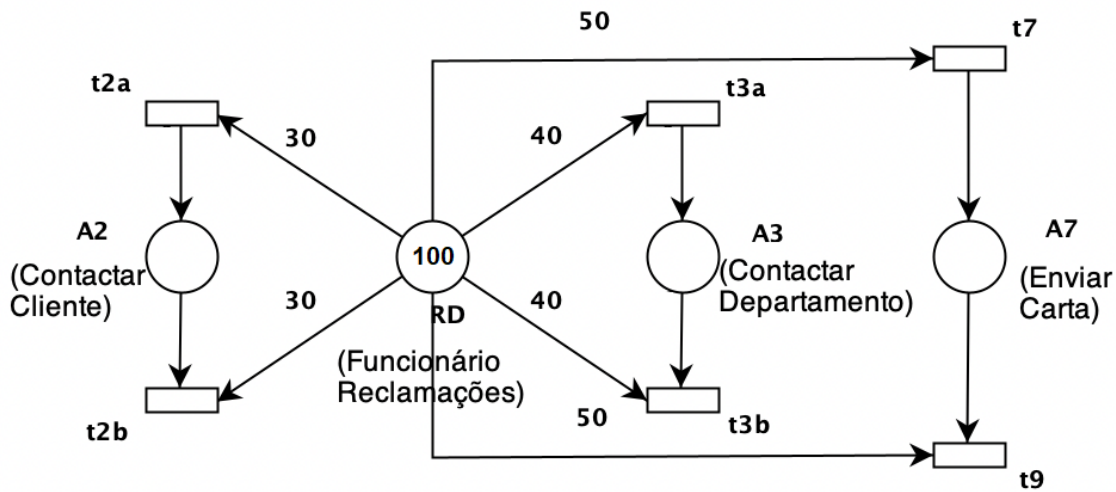 50
t7
t2a
t3a
30
40
A2
(Contactar
Cliente)
100
A3
(Contactar
Departamento)
A7
(Enviar
Carta)
30
40
RD
(Funcionário
Reclamações)
50
t2b
t3b
t9